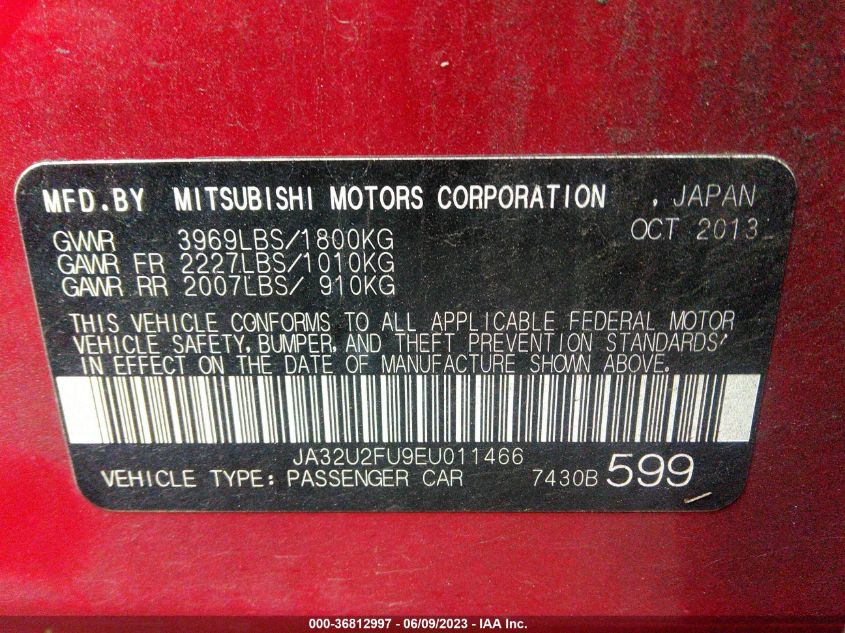 MFD.BY MITSUBISHI MOTORS CORPORATION , JAPAN
OCT 2013
GVWR 3969LBS/1800KG
GAWR FR 2227LBS/1010KG
GAWR RR 2007LBS/ 910KG
THIS VEHICLE CONFORMS TO ALL APPLICABLE FEDERAL MOTOR
VEHICLE SAFETY, BUMPER, AND THEFT PREVENTION STANDARDS
IN EFFECT ON THE DATE OF MANUFACTURE SHOWN ABOVE.
JA32U2FU9EU011466
VEHICLE TYPE: PASSENGER CAR 7430B 599
000-36812997 - 06/09/2023 - IAA Inc.